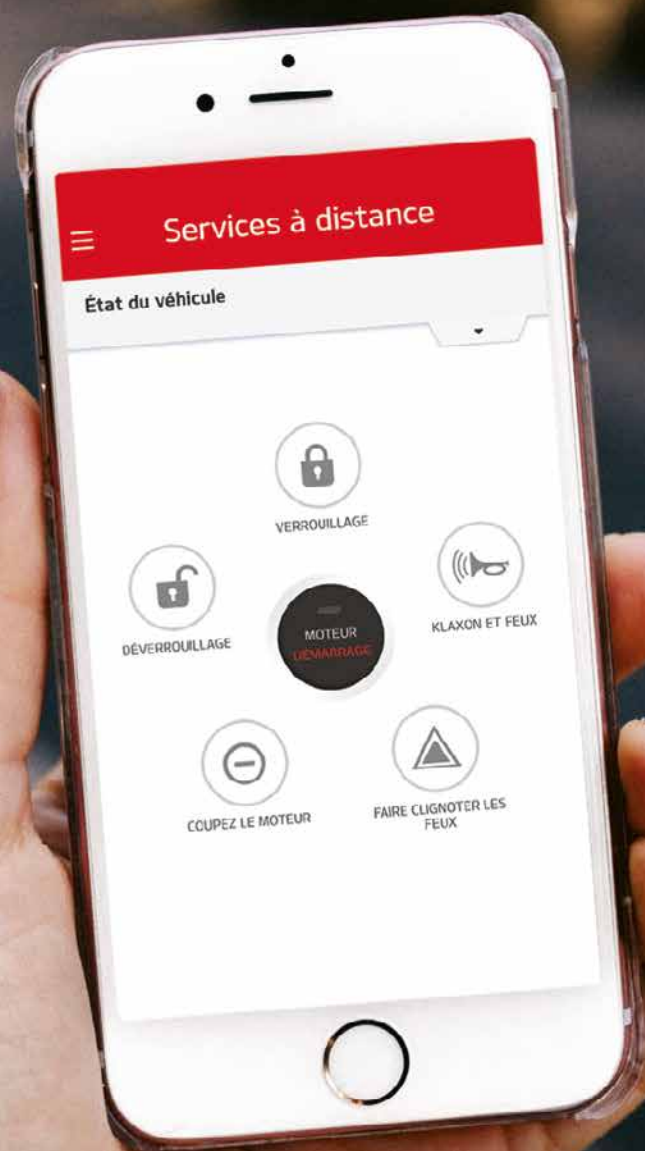 Services à distance
État du véhicule
VERROUILLAGE
DÉVERROUILLAGE
KLAXON ET FEUX
MOTEUR
DÉMARRAGE
COUPEZ LE MOTEUR
FAIRE CLIGNOTER LES
FEUX